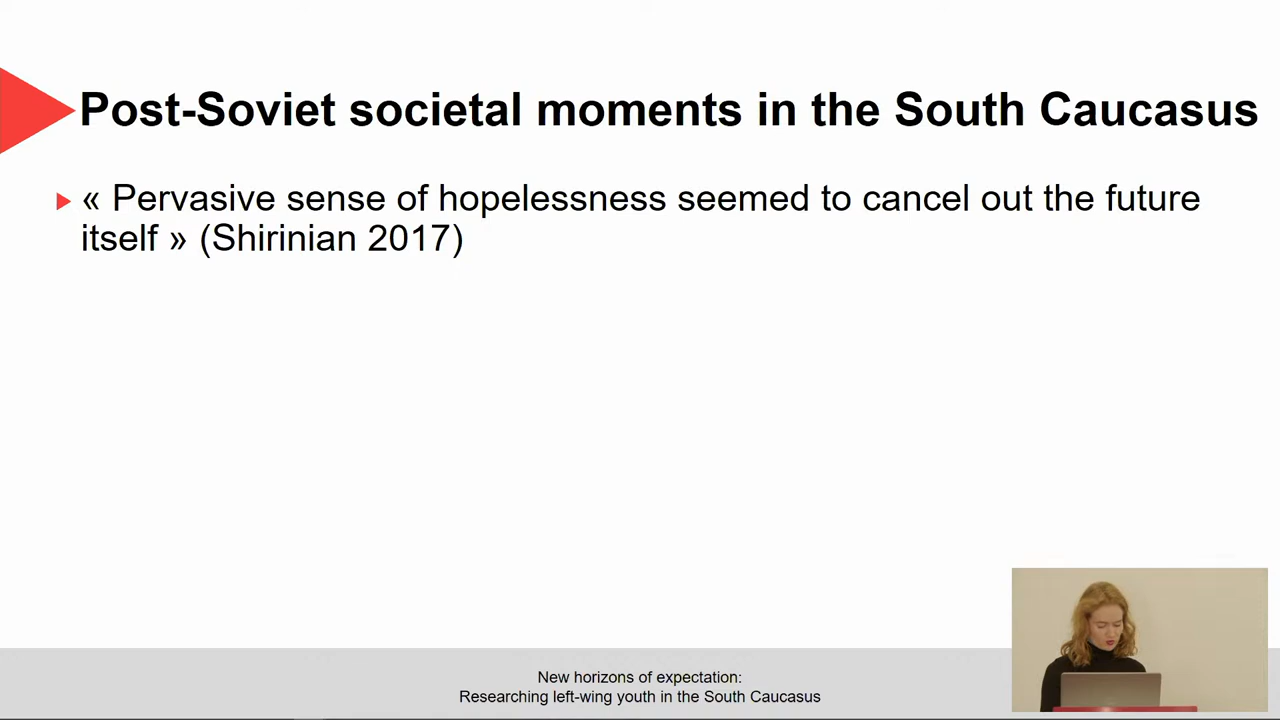 Post-Soviet societal moments in the South Caucasus
« Pervasive sense of hopelessness seemed to cancel out the future
itself » (Shirinian 2017)
New horizons of expectation:
Researching left-wing youth in the South Caucasus